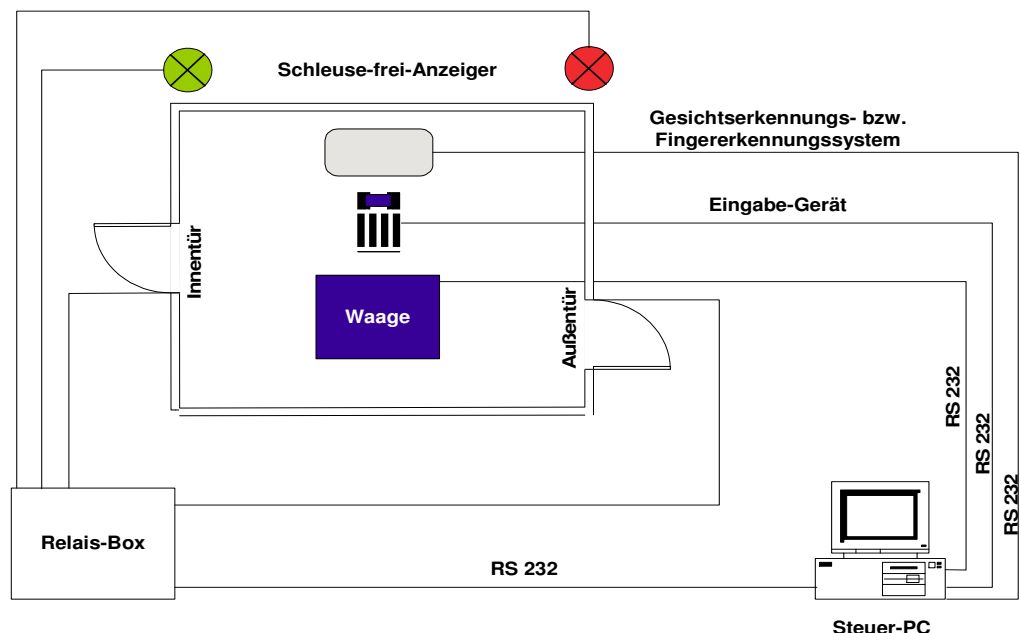 Schleuse-frei-Anzeiger
Gesichtserkennungs- bzw.
Fingererkennungssystem
Eingabe-Gerät
Innentür
Waage
Außentür
RS 232
RS 232
RS 232
Relais-Box
RS 232
Steuer-PC